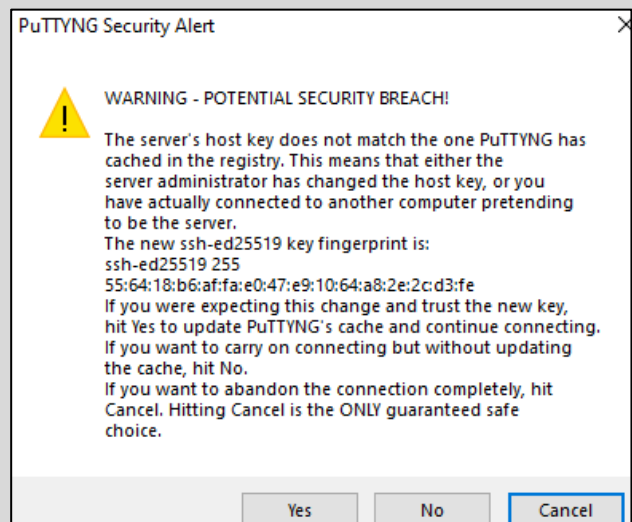 PuTTYNG Security Alert
WARNING - POTENTIAL SECURITY BREACH!
The server's host key does not match the one PuTTYNG has
cached in the registry. This means that either the
server administrator has changed the host key, or you
have actually connected to another computer pretending
to be the server.
The new ssh-ed25519 key fingerprint is:
ssh-ed25519 255
55:64:18:b6:af:fa:e0:47:e9:10:64:a8:2e:2c:d3:fe
If you were expecting this change and trust the new key,
hit Yes to update PuTTYNG's cache and continue connecting.
If you want to carry on connecting but without updating
the cache, hit No.
If you want to abandon the connection completely, hit
Cancel. Hitting Cancel is the ONLY guaranteed safe
choice.
Yes No Cancel